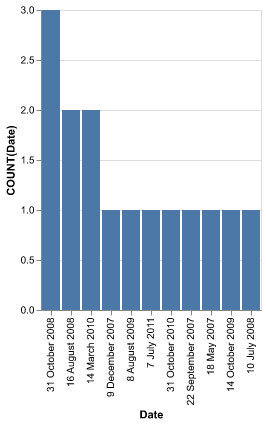 3.0
2.5
2.0
1.5
1.0
0.5
0.0
COUNT(Date)
31 October 2008
16 August 2008
14 March 2010
9 December 2007
8 August 2009
7 July 2011
31 October 2010
22 September 2007
18 May 2007
14 October 2009
10 July 2008
Date